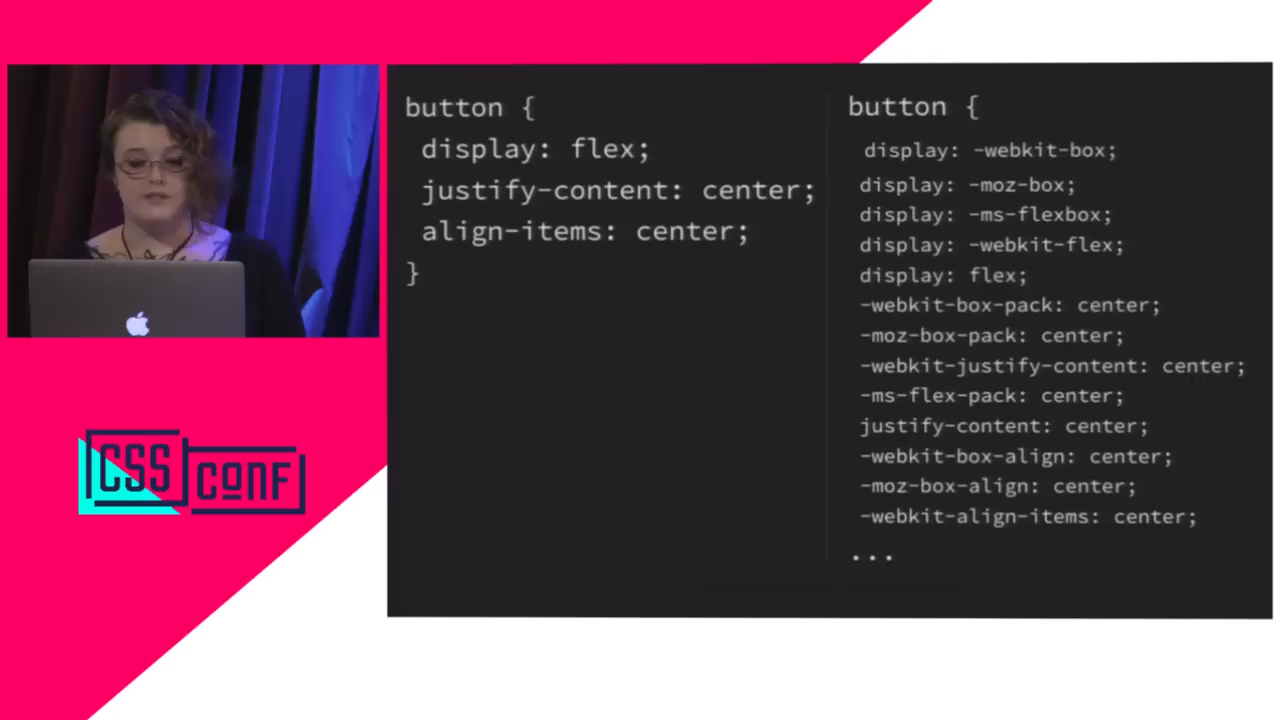 button {
display: flex;
justify-content: center;
align-items: center;
}
button {
display: -webkit-box;
display: -moz-box;
display: -ms-flexbox;
display: -webkit-flex;
display: flex;
-webkit-box-pack: center;
-moz-box-pack: center;
-webkit-justify-content: center;
-ms-flex-pack: center;
justify-content: center;
-webkit-box-align: center;
-moz-box-align: center;
-webkit-align-items: center;
...
CSS
CONF